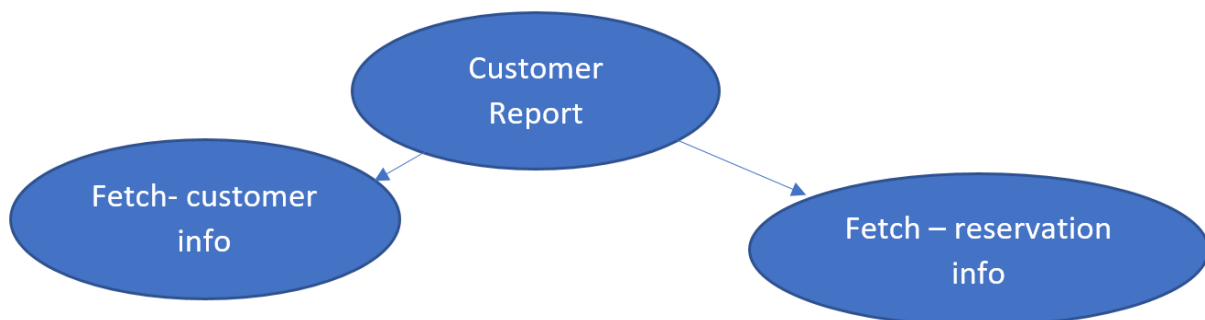 Customer
Report
Fetch- customer
info
Fetch – reservation
info